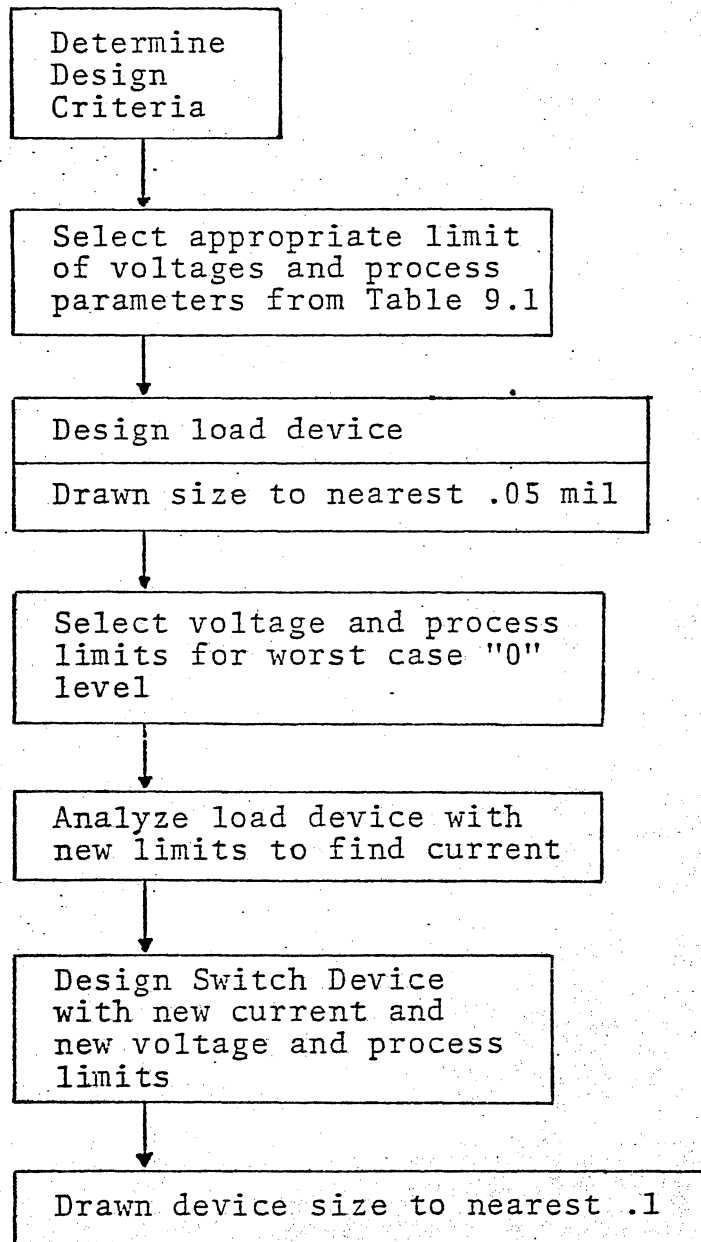 Determine
Design
Criteria
Select appropriate limit
of voltages and process
parameters from Table 9.1
Design load device
Drawn size to nearest .05 mil
Select voltage and process
limits for worst case "0"
level
Analyze load device with
new limits to find current
Design Switch Device
with new current and
new voltage and process
limits
Drawn device size to nearest .1